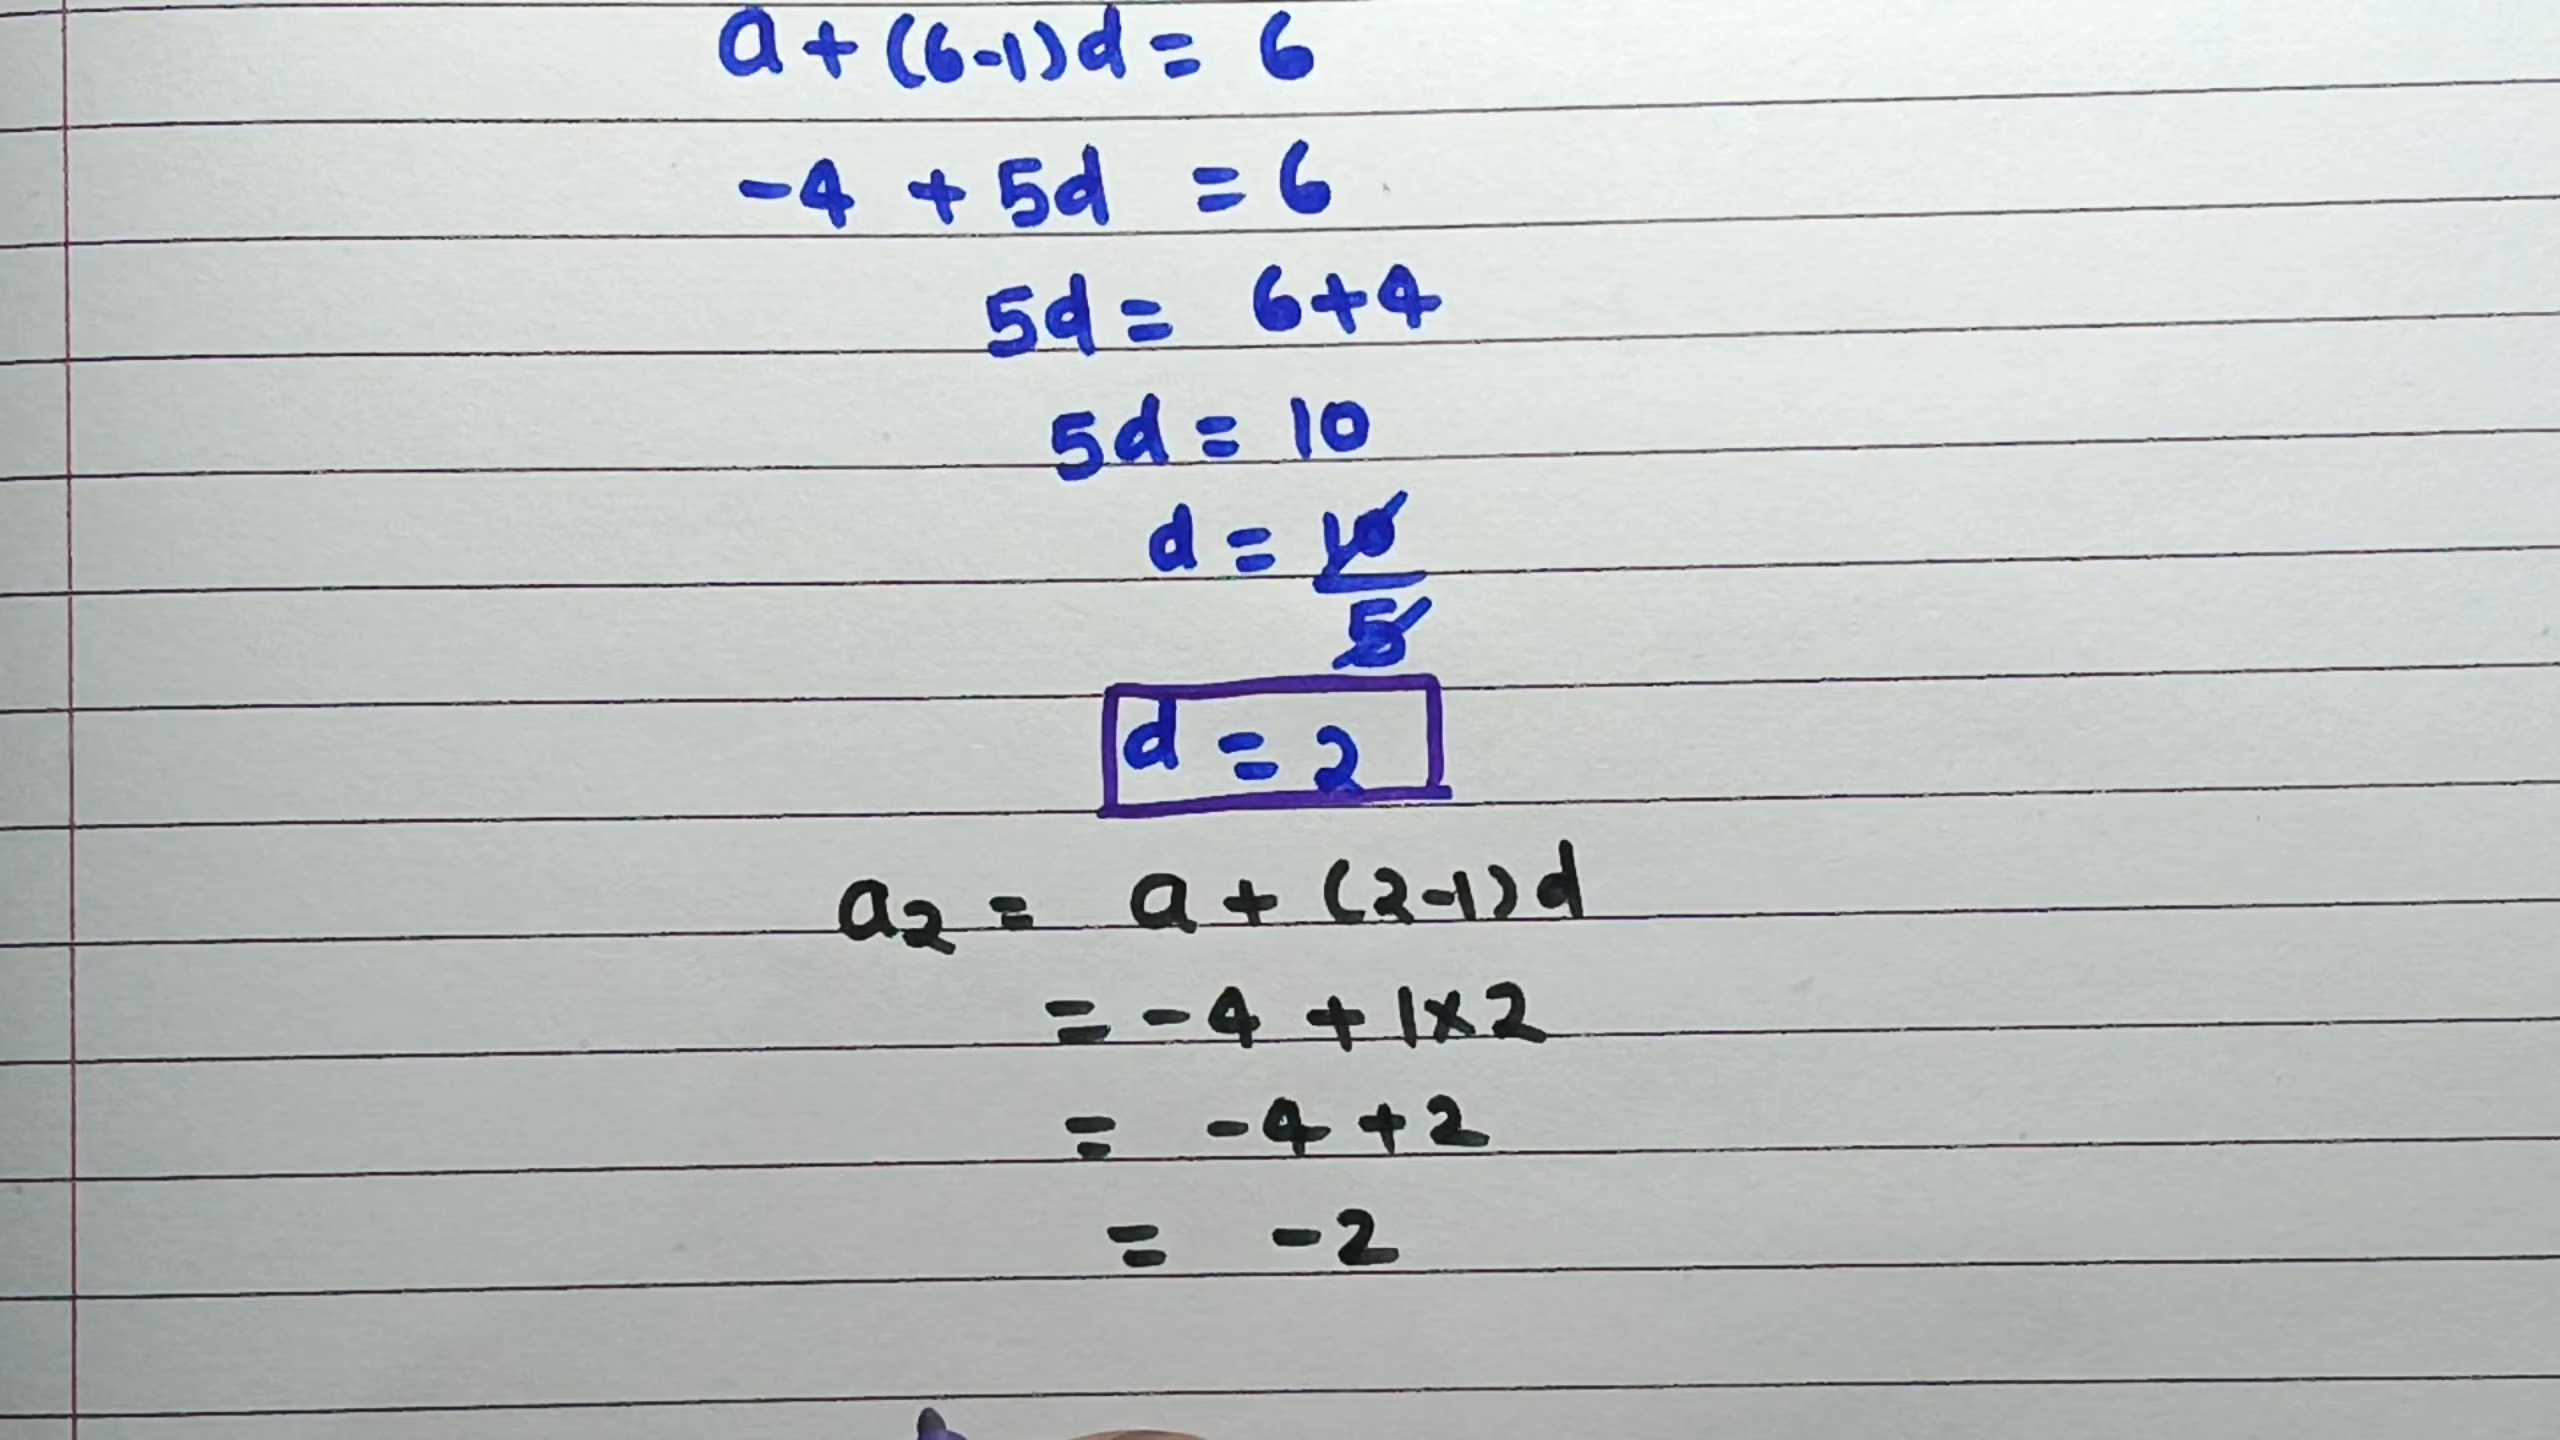 a + (6-1)d = 6
-4 + 5d = 6
5d = 6+4
5d = 10
d = 10/5
d = 2
a2 = a + (2-1)d
= -4 + 1×2
= -4 +2
= -2